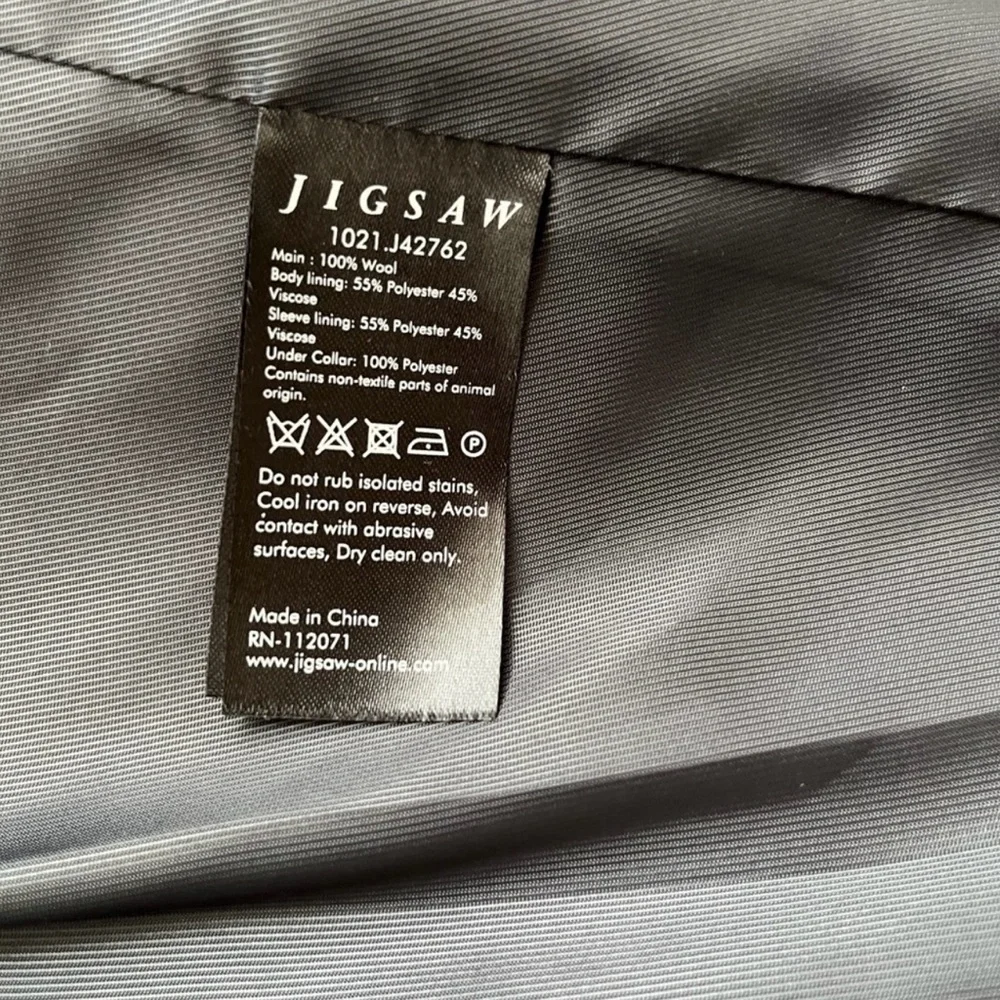 JIGSAW
1021.J42762
Main : 100% Wool
Body lining: 55% Polyester 45%
Viscose
Sleeve lining: 55% Polyester 45%
Viscose
Under Collar: 100% Polyester
Contains non-textile parts of animal
origin.
P
Do not rub isolated stains,
Cool iron on reverse, Avoid
contact with abrasive
surfaces, Dry clean only.
Made in China
RN-112071
www.jigsaw-online.com